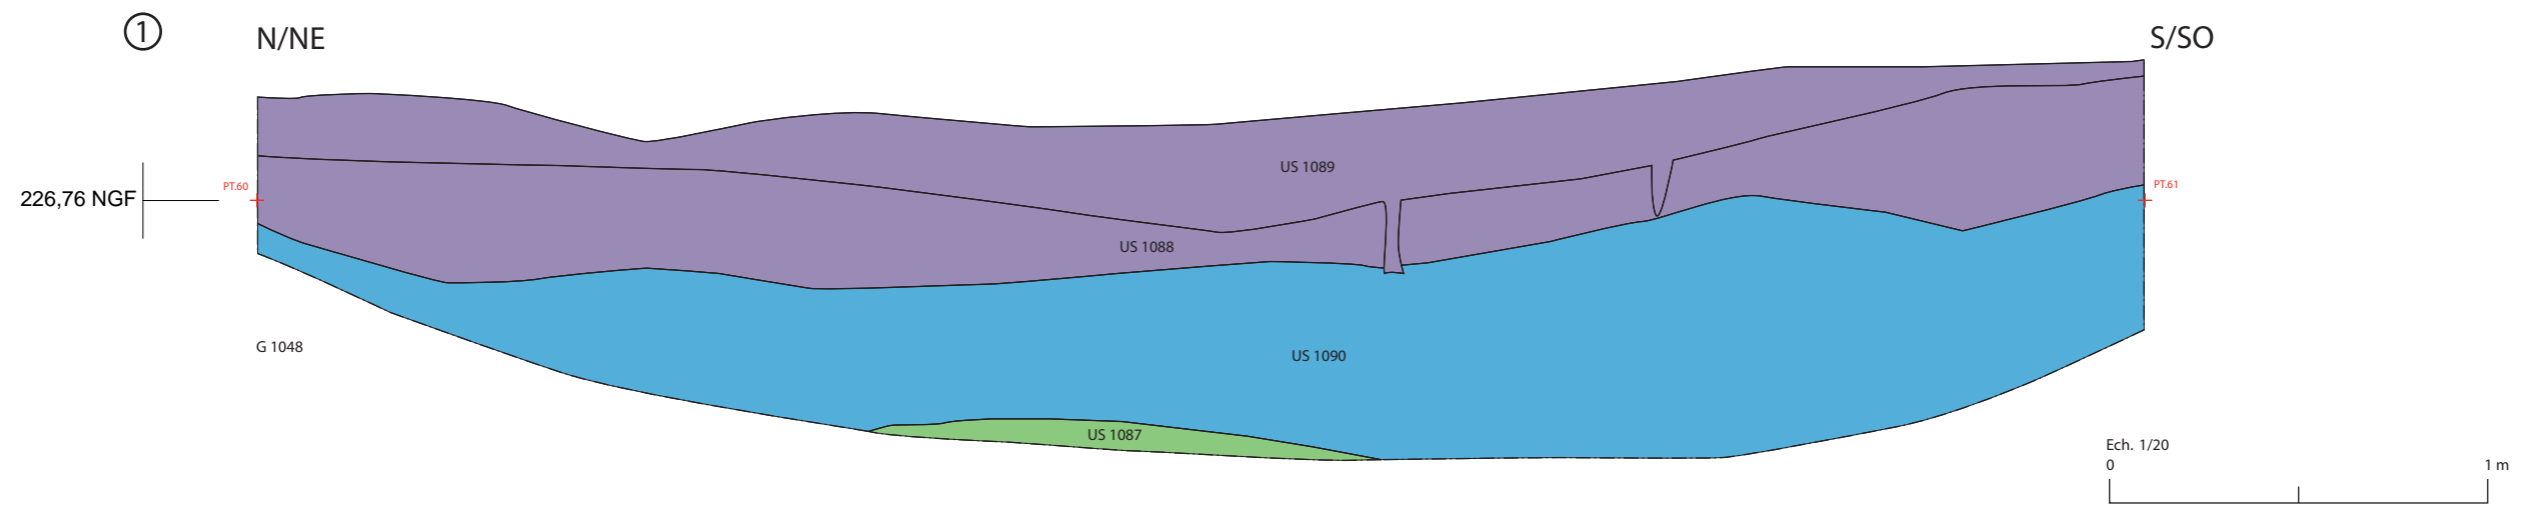 1
N/NE
S/SO
US 1089
PT.60
PT.61
226,76 NGF
US 1088
G 1048
US 1090
US 1087
Ech. 1/20
0 1 m